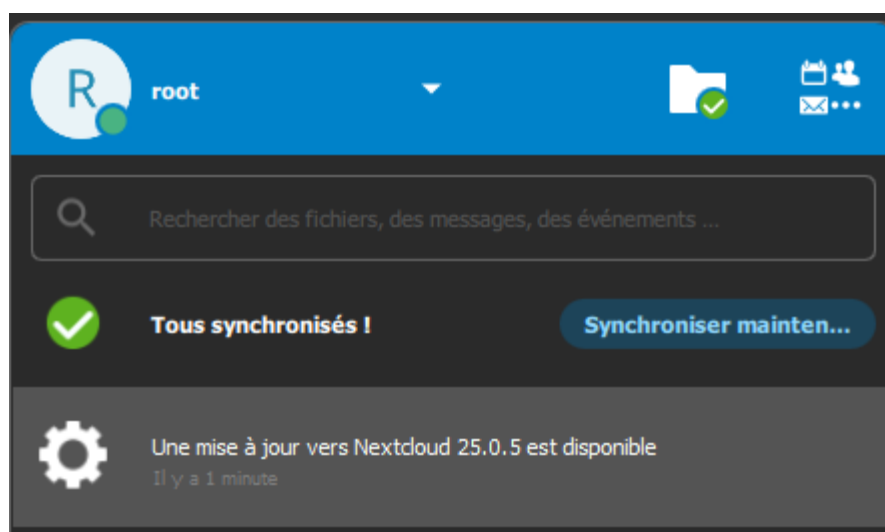 R
root
Rechercher des fichiers, des messages, des événements ...
Tous synchronisés !
Synchroniser mainten...
Une mise à jour vers Nextcloud 25.0.5 est disponible
Il y a 1 minute